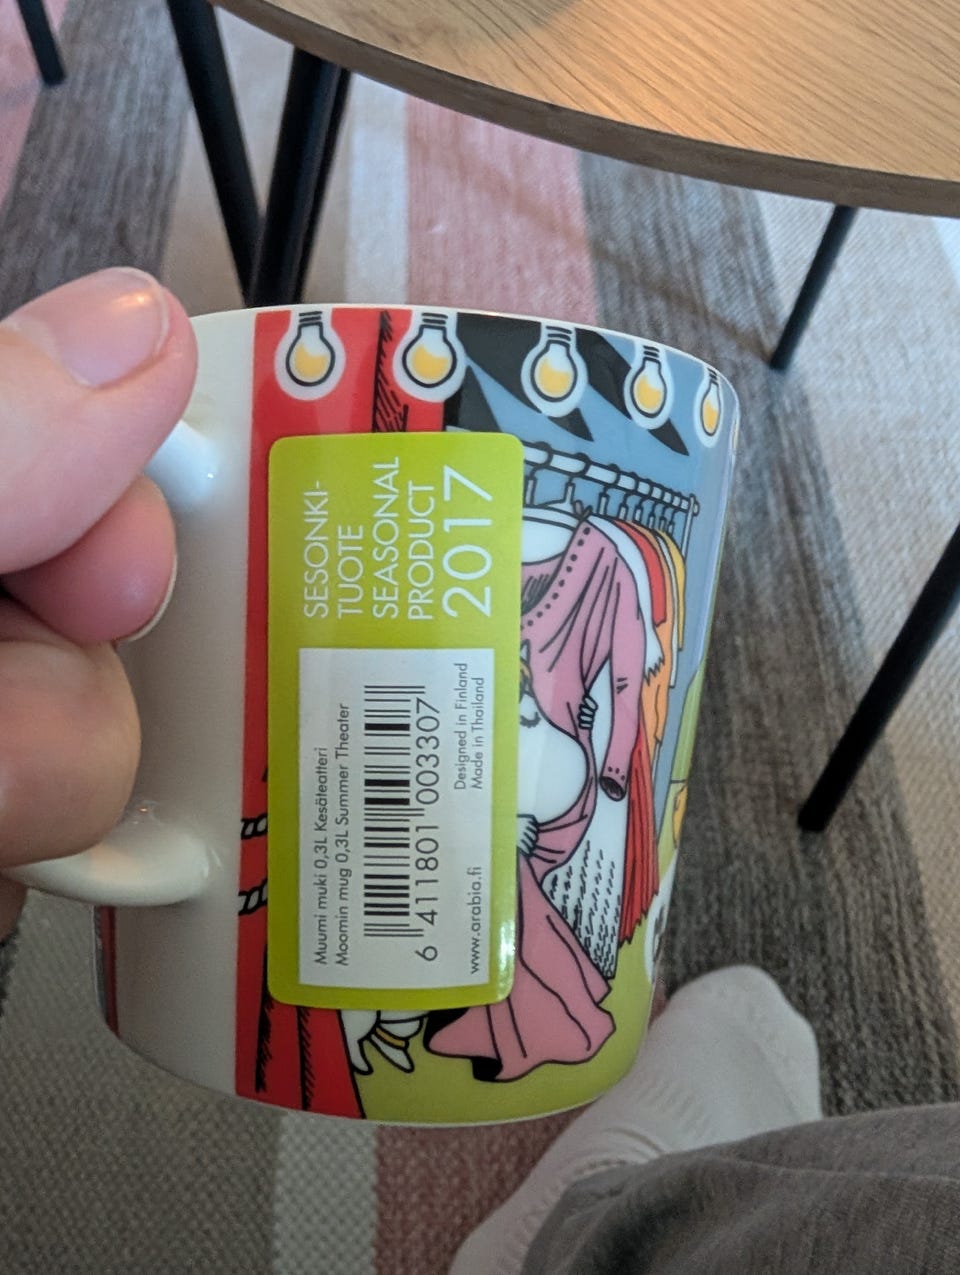 SESONKI-
TUOTE
SEASONAL
PRODUCT
2017
Muumi muki 0,3L Kesäteatteri
Moomin mug 0,3L Summer Theater
6 411801 003307
Designed in Finland
Made in Thailand
www.arabia.fi